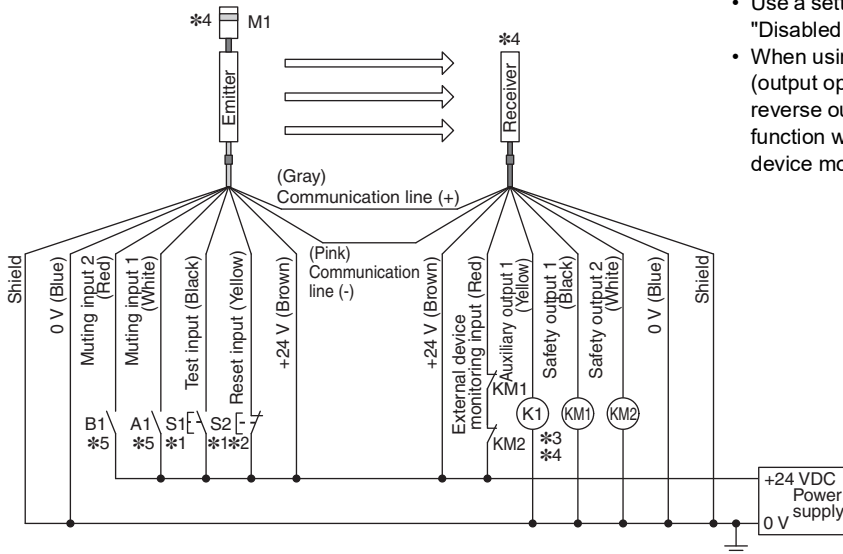 ✱4 M1
Emitter
✱4
Receiver
• Use a sett
"Disabled
• When usin
(output op
reverse ou
function w
device mo
(Gray)
Communication line (+)
(Pink)
Communication
line (-)
Shield
0 V (Blue)
Muting input 2
(Red)
Muting input 1
(White)
Test input (Black)
Reset input (Yellow)
+24 V (Brown)
+24 V (Brown)
External device
monitoring input (Red)
Auxiliary output 1
(Yellow)
Safety output 1
(Black)
Safety output 2
(White)
0 V (Blue)
Shield
B1
✱5
A1
✱5
S1
✱1
S2
✱1✱2
KM1
KM2
K1
✱3
✱4
KM1
KM2
+24 VDC
Power
supply
0 V